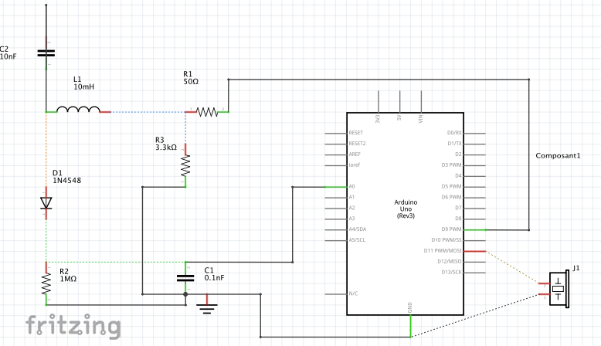 C2
10nF
L1
10mH
R1
50Ω
R3
3.3kΩ
D1
1N4548
R2
1MΩ
C1
0.1nF
3V3
5V
VIN
RESET
RESET2
AREF
ioref
A0
A1
A2
A3
A4/SDA
A5/SCL
N/C
Arduino
Uno
(Rev3)
D0/RX
D1/TX
D2
D3 PWM
D4
D5 PWM
D6 PWM
D7
D8
D9 PWM
D10 PWM/SS
D11 PWM/MOSI
D12/MISO
D13/SCK
GND
Composant1
J1
fritzing